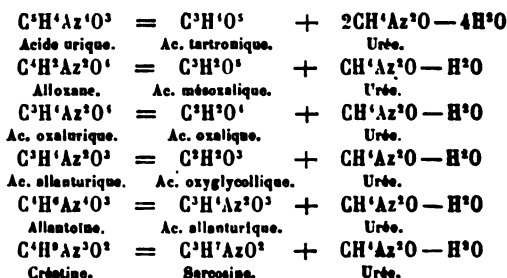 C⁵H⁴Az⁴O³ = C³H⁴O⁵ + 2CH⁴Az²O — 4H²O
Acide urique. Ac. tartronique. Urée.
C⁴H²Az²O⁴ = C³H²O⁵ + CH⁴Az²O — H²O
Alloxane. Ac. mésoxalique. Urée.
C³H⁴Az²O⁴ = C²H²O⁴ + CH⁴Az²O — H²O
Ac. oxalurique. Ac. oxalique. Urée.
C³H⁴Az²O³ = C²H²O³ + CH⁴Az²O — H²O
Ac. allanturique. Ac. oxyglycollique. Urée.
C⁴H⁶Az⁴O³ = C³H⁴Az²O³ + CH⁴Az²O — H²O
Allantoïne. Ac. allanturique. Urée.
C⁴H⁹Az³O² = C³H⁷AzO² + CH⁴Az²O — H²O
Créatine. Sarcosine. Urée.